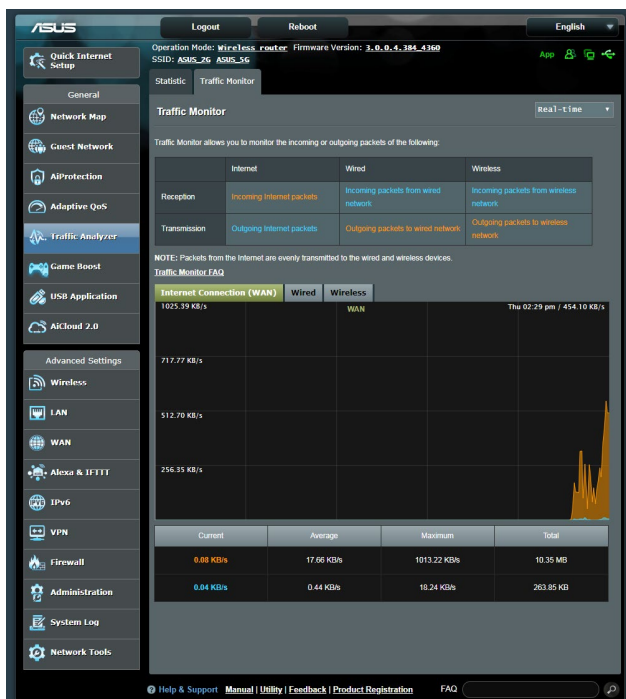 ASUS
Logout
Reboot
English
Operation Mode: Wireless router Firmware Version: 3.0.0.4.384_4360
SSID: ASUS_2G ASUS_5G
App
Quick Internet
Setup
General
Network Map
Guest Network
AiProtection
Adaptive QoS
Traffic Analyzer
Game Boost
USB Application
AiCloud 2.0
Advanced Settings
Wireless
LAN
WAN
Alexa & IFTTT
IPv6
VPN
Firewall
Administration
System Log
Network Tools
Statistic Traffic Monitor
Traffic Monitor
Real-time
Traffic Monitor allows you to monitor the incoming or outgoing packets of the following:
Internet Wired Wireless
Reception Incoming Internet packets Incoming packets from wired network Incoming packets from wireless network
Transmission Outgoing Internet packets Outgoing packets to wired network Outgoing packets to wireless network
NOTE: Packets from the Internet are evenly transmitted to the wired and wireless devices.
Traffic Monitor FAQ
Internet Connection (WAN) Wired Wireless
1025.39 KB/s WAN Thu 02:29 pm / 454.10 KB/s
717.77 KB/s
512.70 KB/s
256.35 KB/s
Current Average Maximum Total
0.08 KB/s 17.66 KB/s 1013.22 KB/s 10.35 MB
0.04 KB/s 0.44 KB/s 18.24 KB/s 263.85 KB
Help & Support Manual | Utility | Feedback | Product Registration FAQ